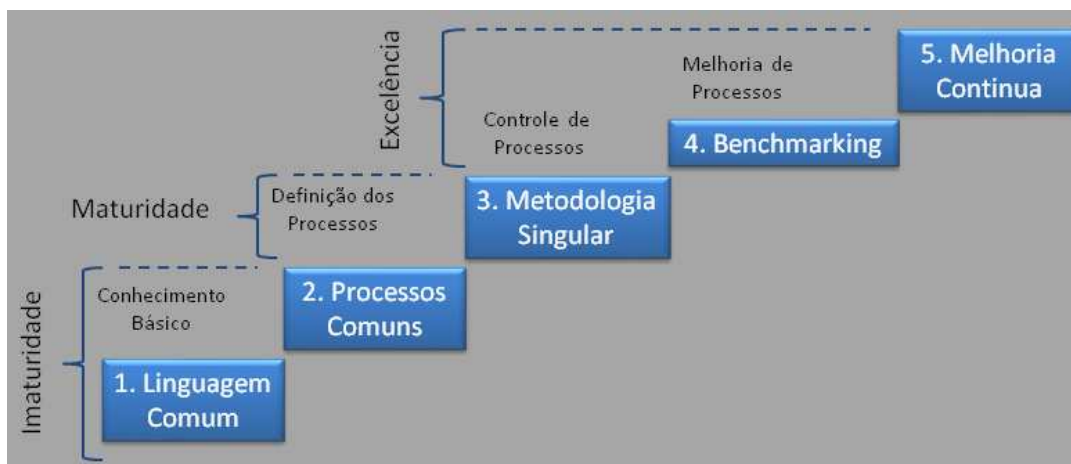 Excelência
Melhoria de
Processos
5. Melhoria
Continua
Controle de
Processos
4. Benchmarking
Maturidade
Definição dos
Processos
3. Metodologia
Singular
Imaturidade
Conhecimento
Básico
2. Processos
Comuns
1. Linguagem
Comum